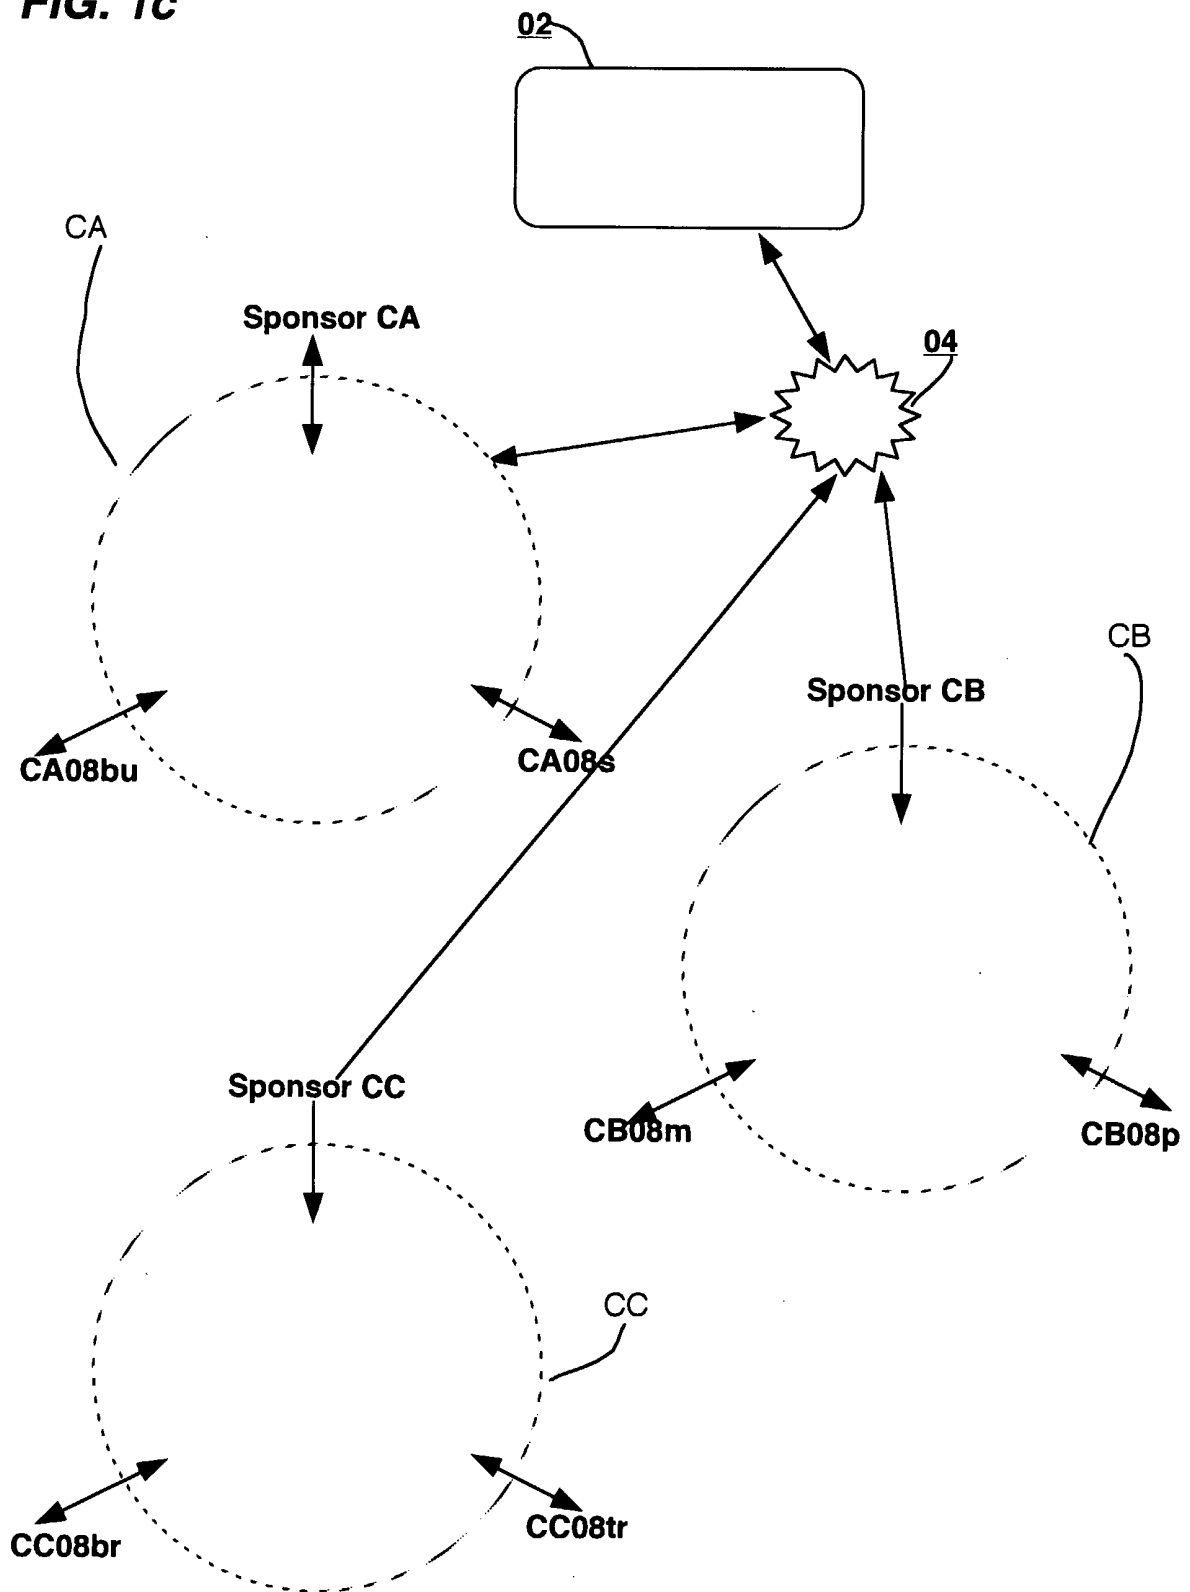 FIG. 1c
02
CA
Sponsor CA
04
CB
Sponsor CB
CA08bu
CA08s
Sponsor CC
CB08m
CB08p
CC
CC08br
CC08tr